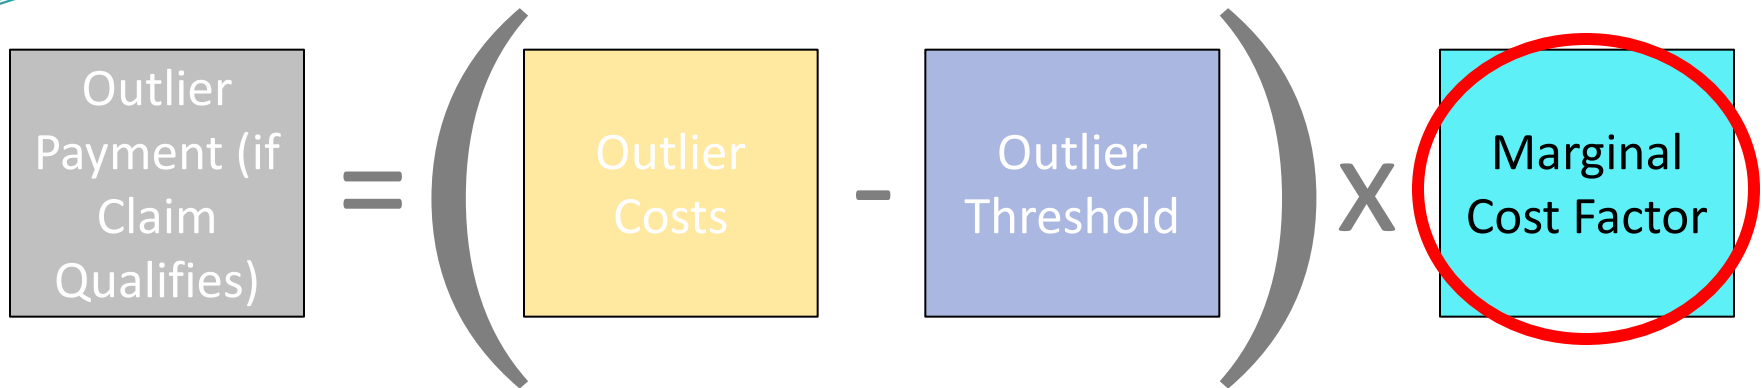 Outlier
Payment (if
Claim
Qualifies)
=
(
Outlier
Costs
-
Outlier
Threshold
)
x
Marginal
Cost Factor